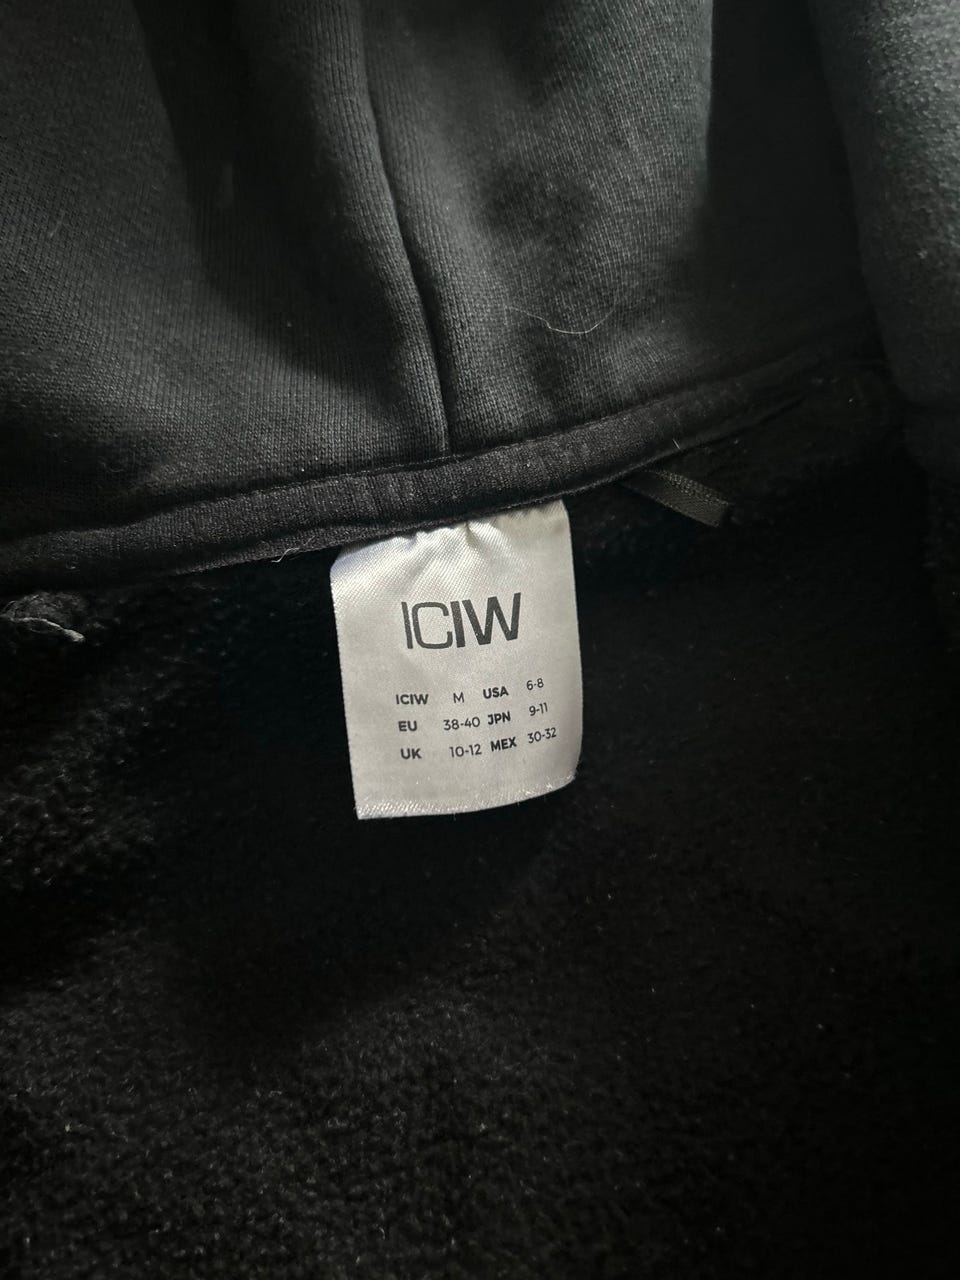 ICIW
ICIW M USA 6-8
EU 38-40 JPN 9-11
UK 10-12 MEX 30-32